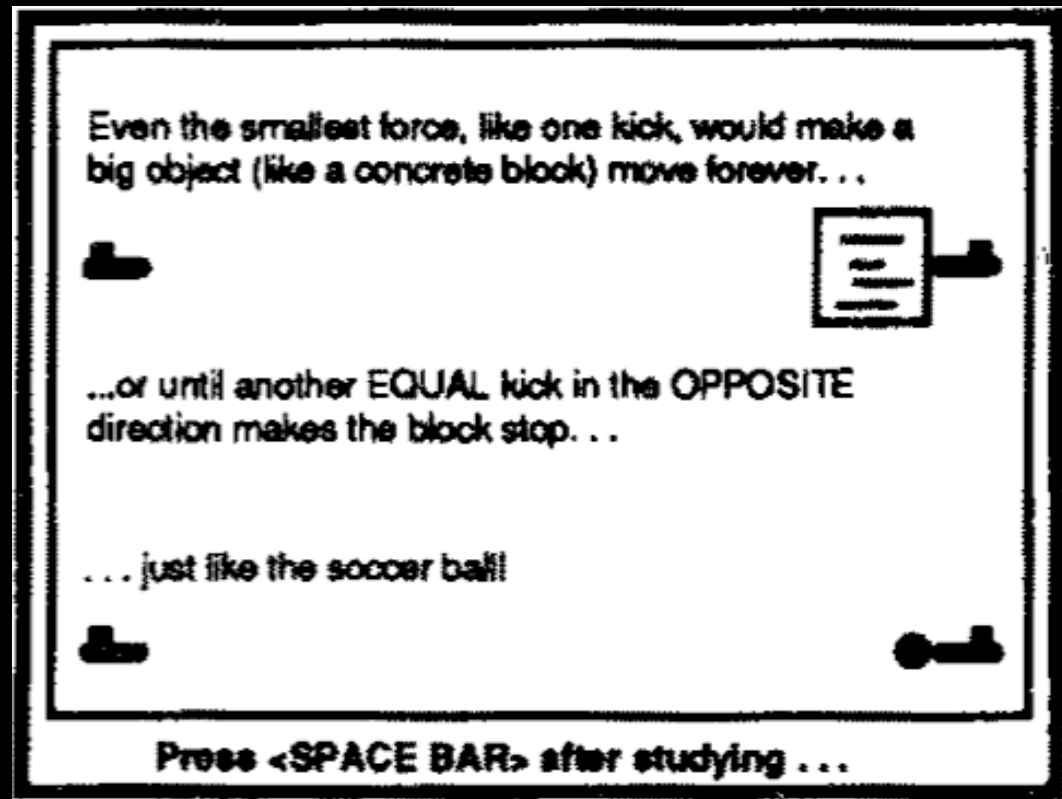 Even the smallest force, like one kick, would make a
big object (like a concrete block) move forever. . .
...or until another EQUAL kick in the OPPOSITE
direction makes the block stop. . .
. . . just like the soccer ball!
Press <SPACE BAR> after studying . . .